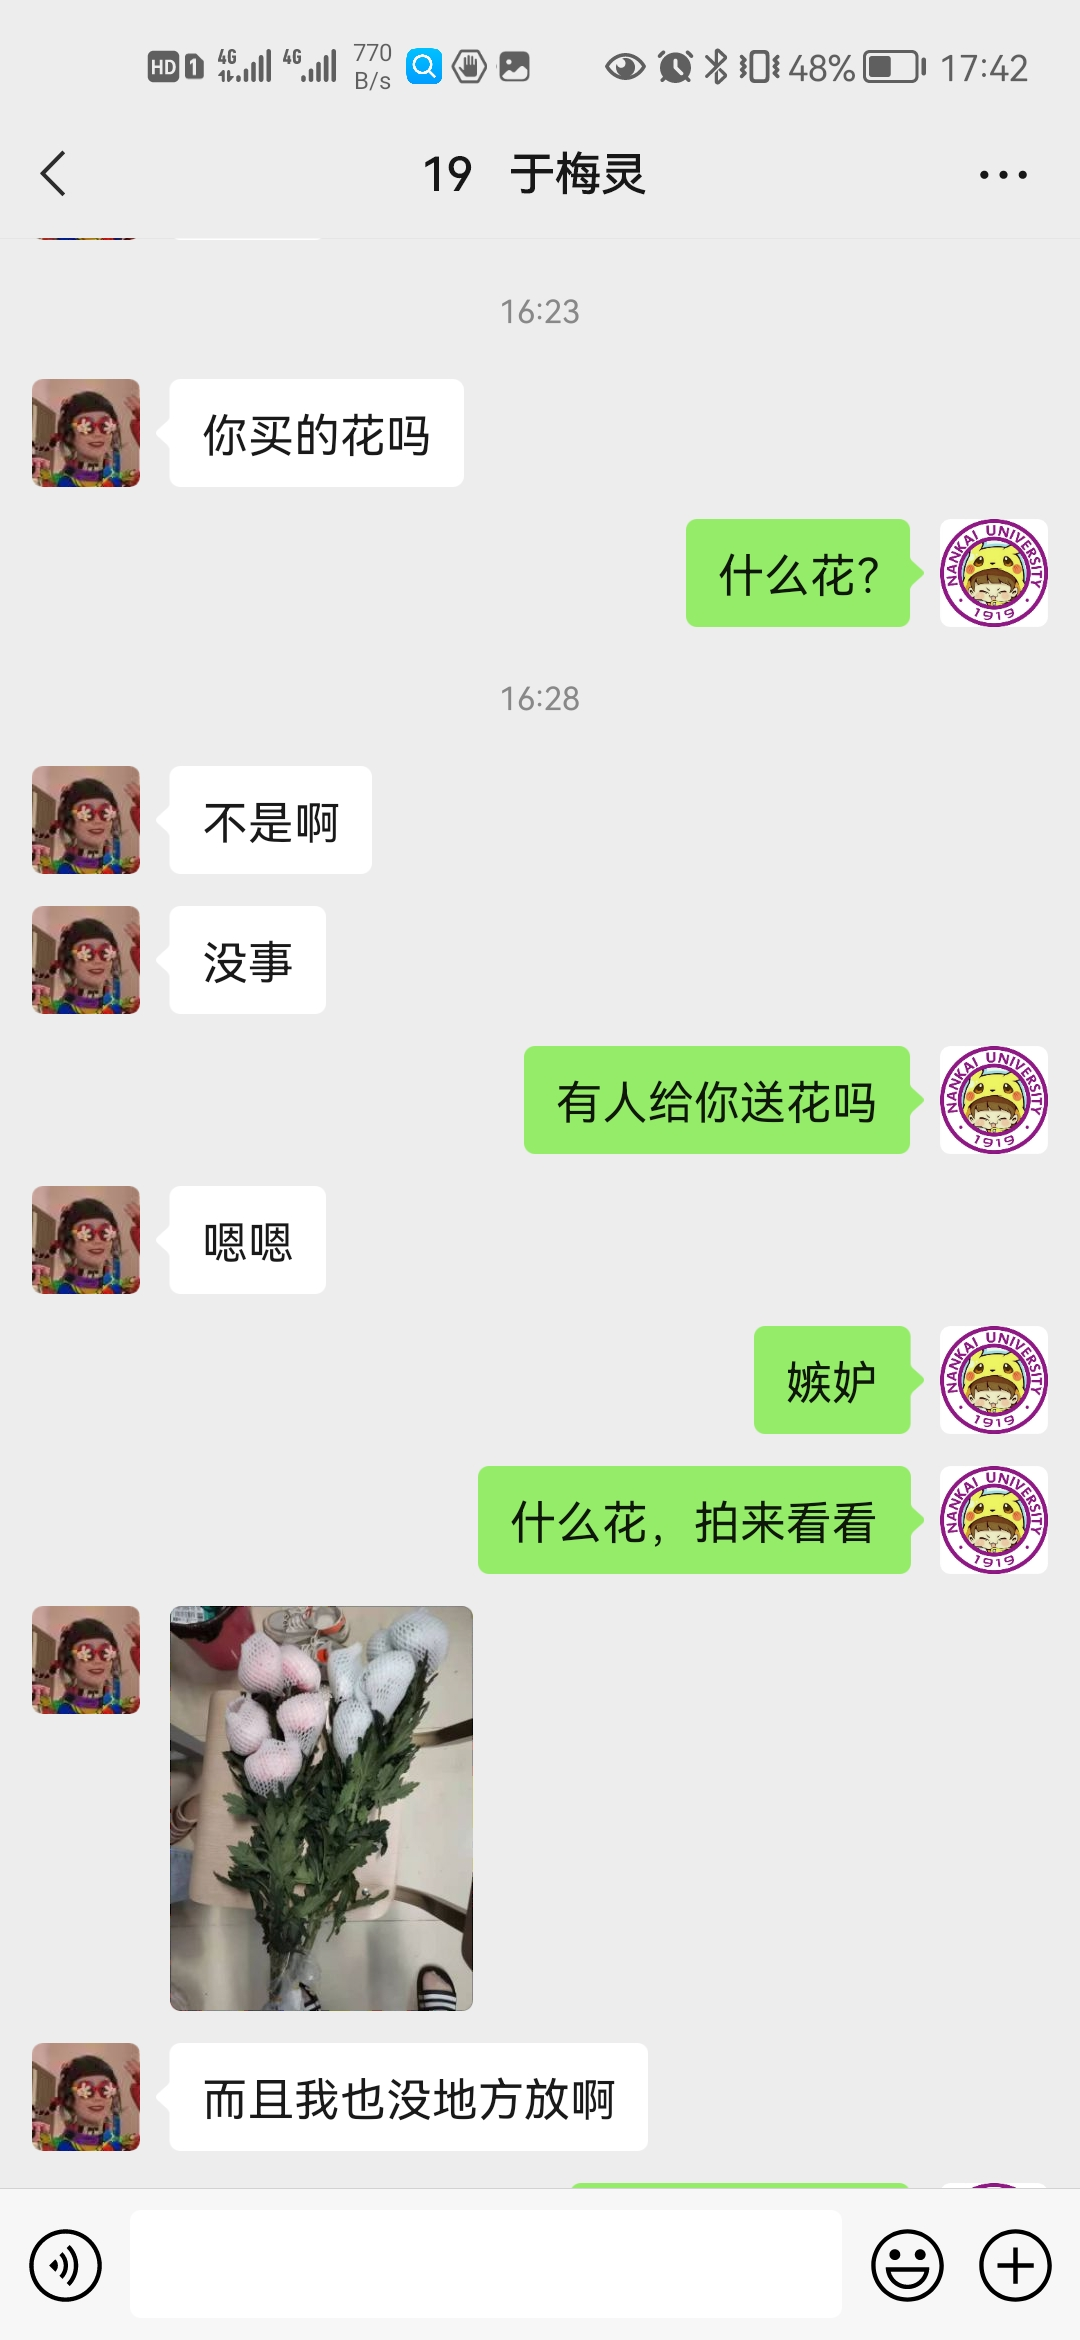 HD 1 4G 4G 770 B/s 48% 17:42
19 于梅灵
16:23
你买的花吗
什么花？
NANKAI UNIVERSITY 1919
16:28
不是啊
没事
有人给你送花吗
NANKAI UNIVERSITY 1919
嗯嗯
嫉妒
NANKAI UNIVERSITY 1919
什么花，拍来看看
NANKAI UNIVERSITY 1919
而且我也没地方放啊